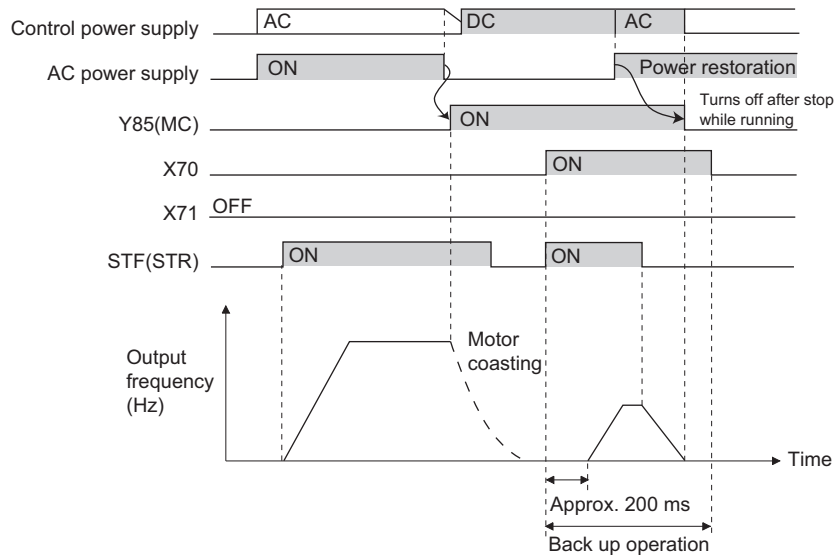 Control power supply
AC
DC
AC
AC power supply
ON
Power restoration
Y85(MC)
ON
Turns off after stop
while running
X70
ON
X71
OFF
STF(STR)
ON
ON
Output
frequency
(Hz)
Motor
coasting
Time
Approx. 200 ms
Back up operation